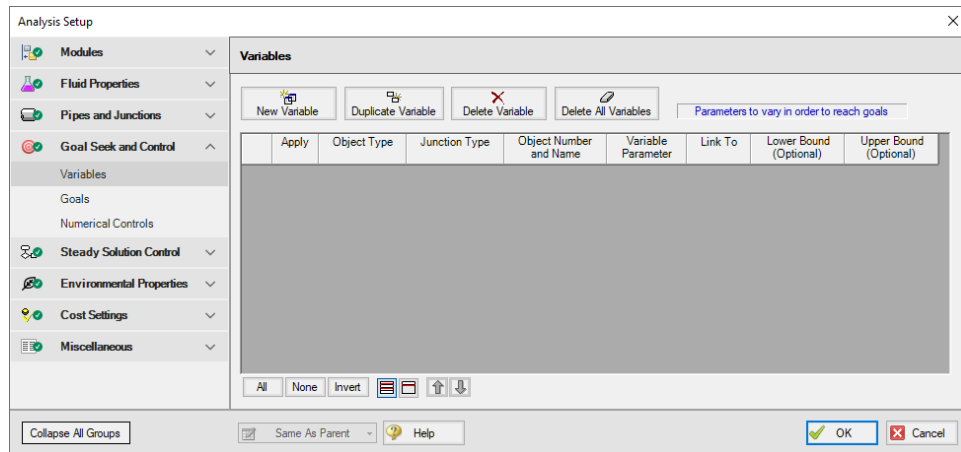 Analysis Setup
Modules
Fluid Properties
Pipes and Junctions
Goal Seek and Control
Variables
Goals
Numerical Controls
Steady Solution Control
Environmental Properties
Cost Settings
Miscellaneous
Variables
New Variable
Duplicate Variable
Delete Variable
Delete All Variables
Parameters to vary in order to reach goals
Apply
Object Type
Junction Type
Object Number
and Name
Variable
Parameter
Link To
Lower Bound
(Optional)
Upper Bound
(Optional)
All
None
Invert
Collapse All Groups
Same As Parent
Help
OK
Cancel